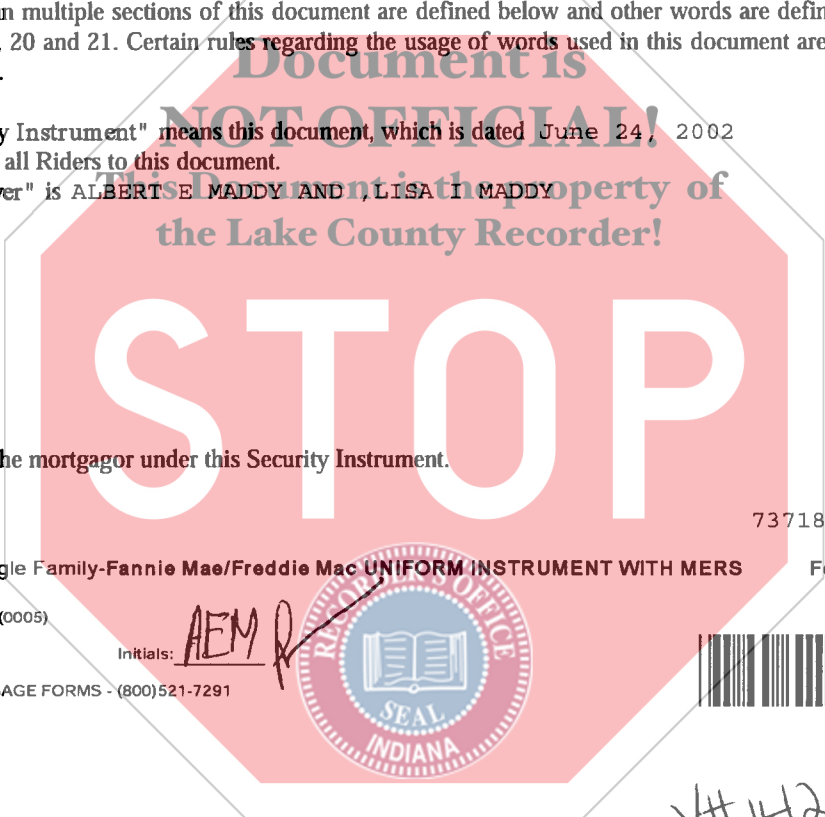 n multiple sections of this document are defined below and other words are defin
, 20 and 21. Certain rules regarding the usage of words used in this document are
.
Document is
NOT OFFICIAL!
y Instrument" means this document, which is dated June 24, 2002
all Riders to this document.
This Document is the property of
er" is ALBERT E MADDY AND ,LISA I MADDY
the Lake County Recorder!
STOP
he mortgagor under this Security Instrument.
73718
gle Family-Fannie Mae/Freddie Mac UNIFORM INSTRUMENT WITH MERS
(0005)
Initials: AEM
AGE FORMS - (800)521-7291
RECORDER'S OFFICE
SEAL
INDIANA